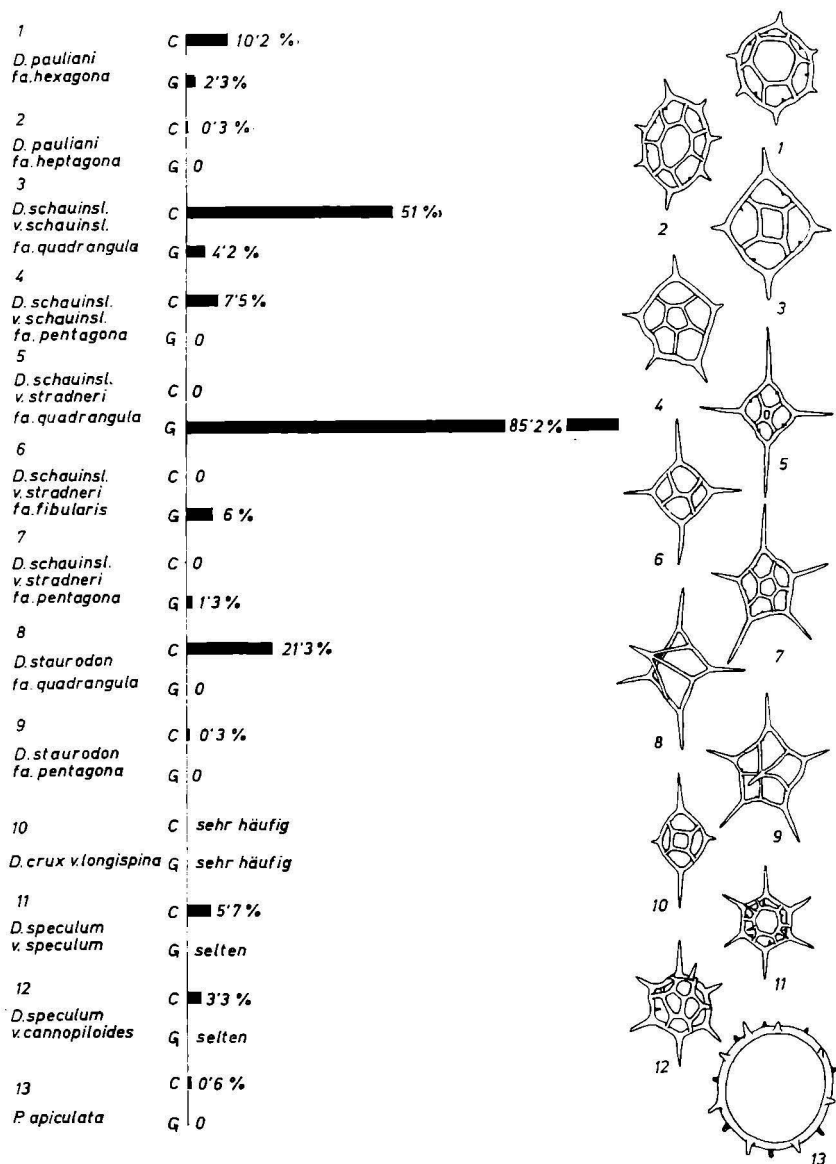 1
D. pauliani
fa. hexagona
C 10'2 %
G 2'3 %
2
D. pauliani
fa. heptagona
C 0'3 %
G 0
3
D. schauinsl.
v. schauinsl.
fa. quadrangula
C 51 %
G 4'2 %
4
D. schauinsl.
v. schauinsl.
fa. pentagona
C 7'5 %
G 0
5
D. schauinsl.
v. stradneri
fa. quadrangula
C 0
G 85'2 %
6
D. schauinsl.
v. stradneri
fa. fibularis
C 0
G 6 %
7
D. schauinsl.
v. stradneri
fa. pentagona
C 0
G 1'3 %
8
D. staurodon
fa. quadrangula
C 21'3 %
G 0
9
D. staurodon
fa. pentagona
C 0'3 %
G 0
10
D. crux v. longispina
C sehr häufig
G sehr häufig
11
D. speculum
v. speculum
C 5'7 %
G selten
12
D. speculum
v. cannopiloides
C 3'3 %
G selten
13
P. apiculata
C 0'6 %
G 0
1
2
3
4
5
6
7
8
9
10
11
12
13